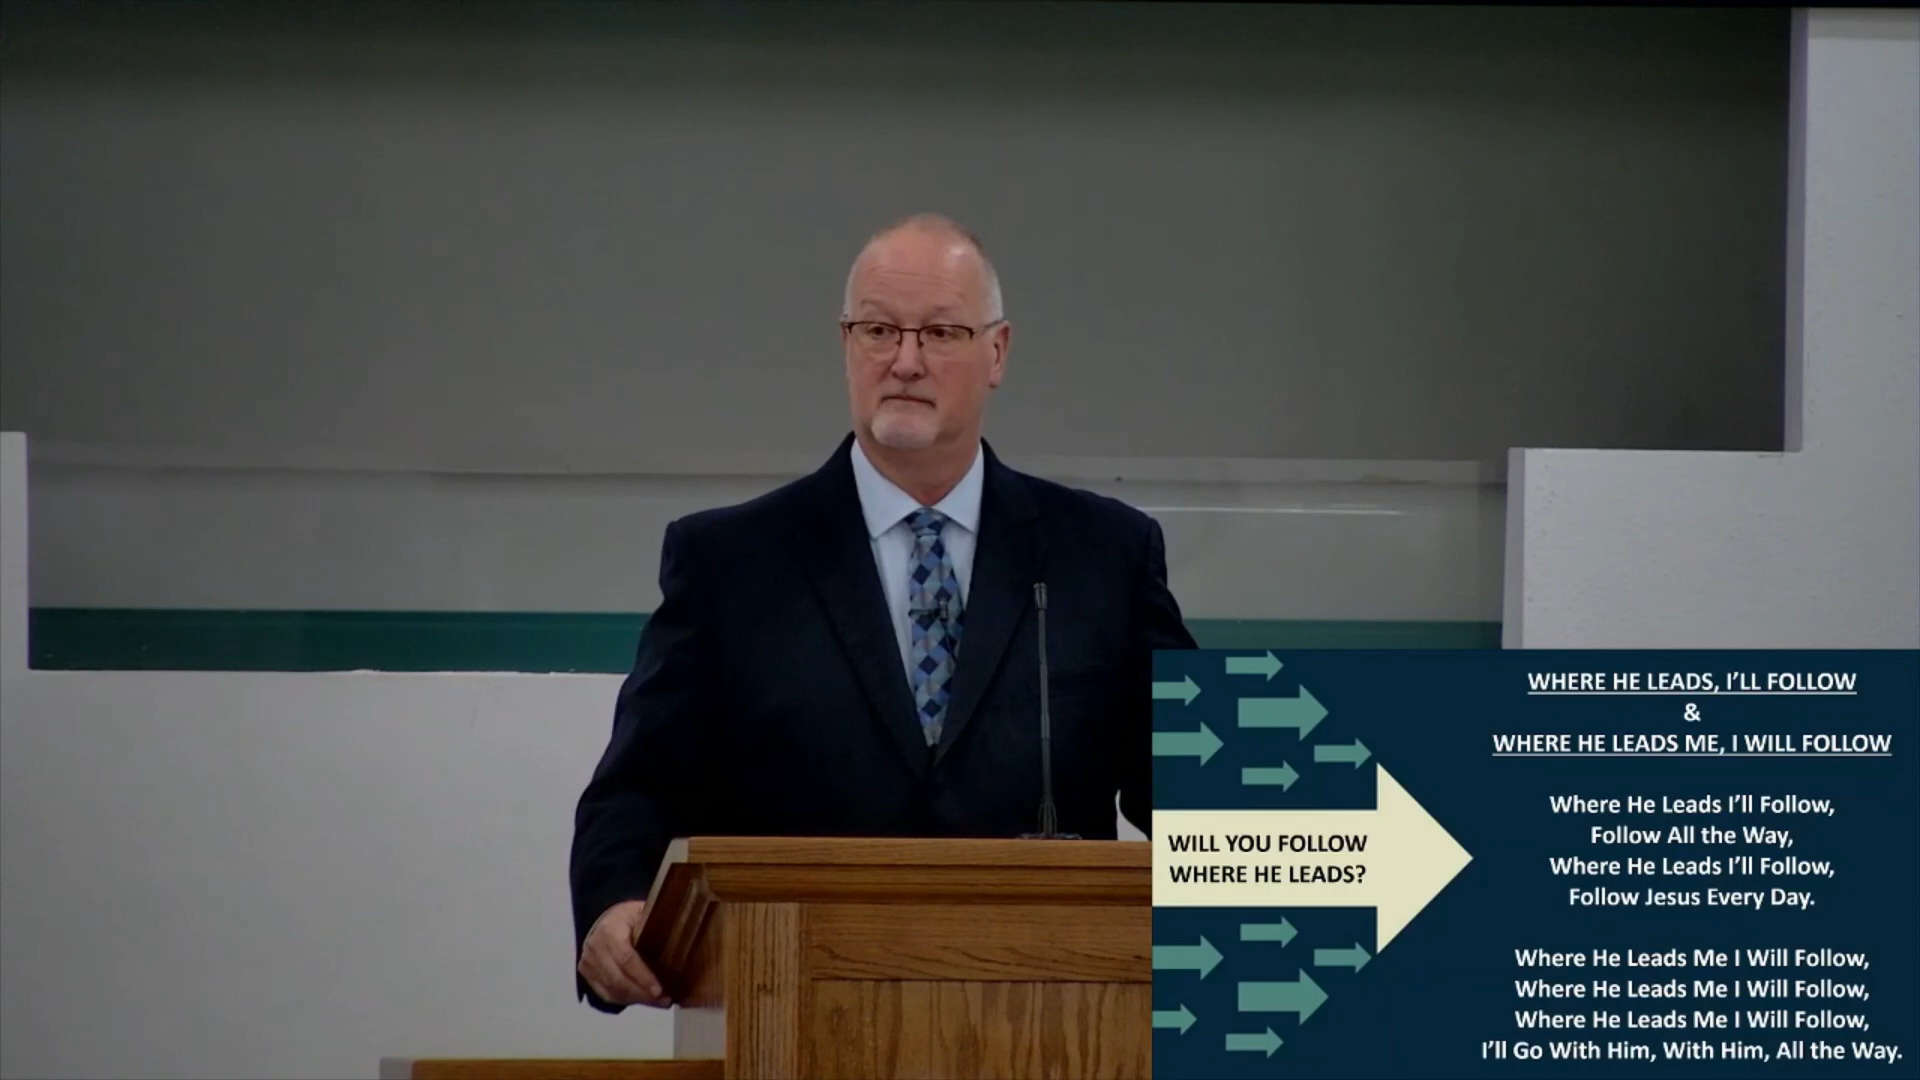 WILL YOU FOLLOW
WHERE HE LEADS?
WHERE HE LEADS, I'LL FOLLOW
&
WHERE HE LEADS ME, I WILL FOLLOW
Where He Leads I'll Follow,
Follow All the Way,
Where He Leads I'll Follow,
Follow Jesus Every Day.
Where He Leads Me I Will Follow,
Where He Leads Me I Will Follow,
Where He Leads Me I Will Follow,
I'll Go With Him, With Him, All the Way.